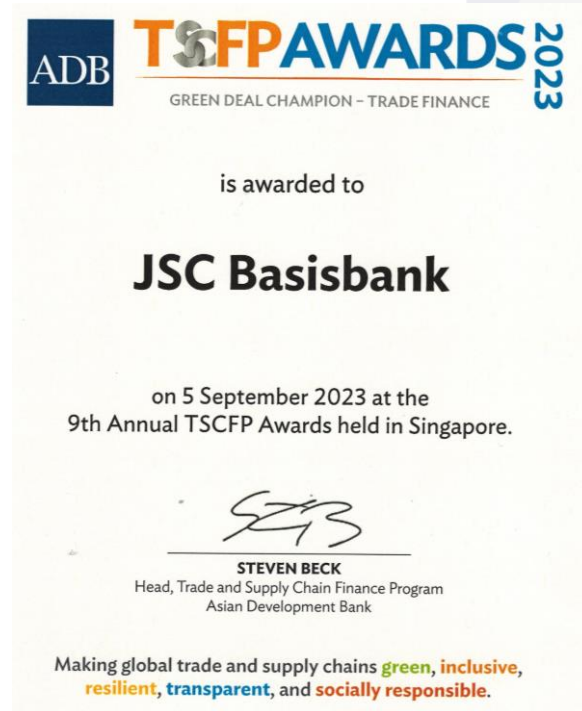 ADB
TSCFP AWARDS 2023
GREEN DEAL CHAMPION – TRADE FINANCE
is awarded to
JSC Basisbank
on 5 September 2023 at the
9th Annual TSCFP Awards held in Singapore.
STEVEN BECK
Head, Trade and Supply Chain Finance Program
Asian Development Bank
Making global trade and supply chains green, inclusive,
resilient, transparent, and socially responsible.